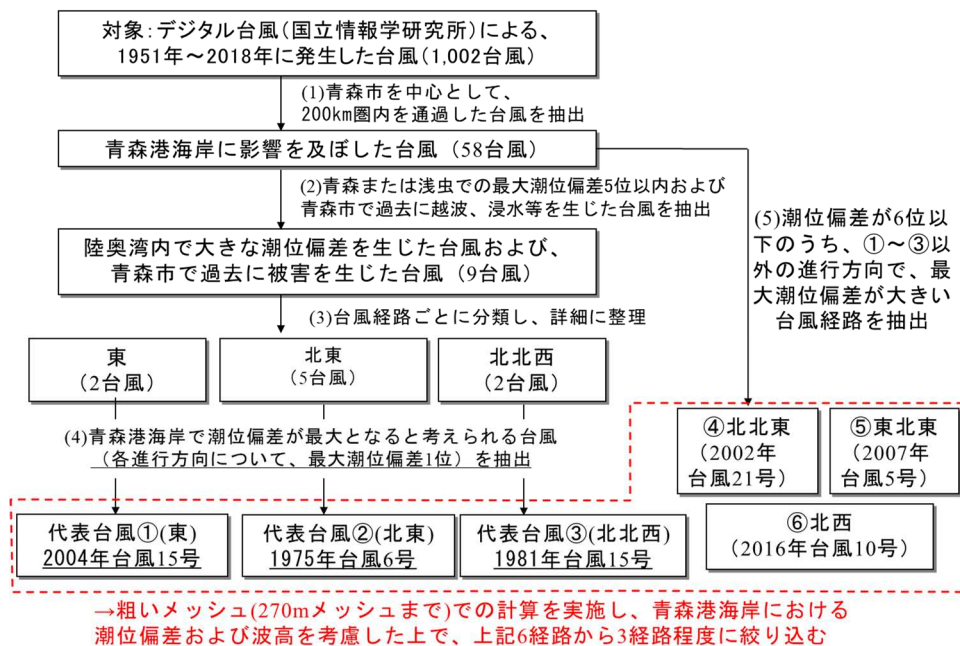 対象:デジタル台風(国立情報学研究所)による、
1951年～2018年に発生した台風(1,002台風)
(1)青森市を中心として、
200km圏内を通過した台風を抽出
青森港海岸に影響を及ぼした台風(58台風)
(2)青森または浅虫での最大潮位偏差5位以内および
青森市で過去に越波、浸水等を生じた台風を抽出
陸奥湾内で大きな潮位偏差を生じた台風および、
青森市で過去に被害を生じた台風(9台風)
(3)台風経路ごとに分類し、詳細に整理
東
(2台風)
北東
(5台風)
北北西
(2台風)
(4)青森港海岸で潮位偏差が最大となると考えられる台風
(各進行方向について、最大潮位偏差1位)を抽出
代表台風①(東)
2004年台風15号
代表台風②(北東)
1975年台風6号
代表台風③(北北西)
1981年台風15号
(5)潮位偏差が6位以
下のうち、①～③以
外の進行方向で、最
大潮位偏差が大きい
台風経路を抽出
④北北東
(2002年
台風21号)
⑤東北東
(2007年
台風5号)
⑥北西
(2016年台風10号)
→粗いメッシュ(270mメッシュまで)での計算を実施し、青森港海岸における
潮位偏差および波高を考慮した上で、上記6経路から3経路程度に絞り込む